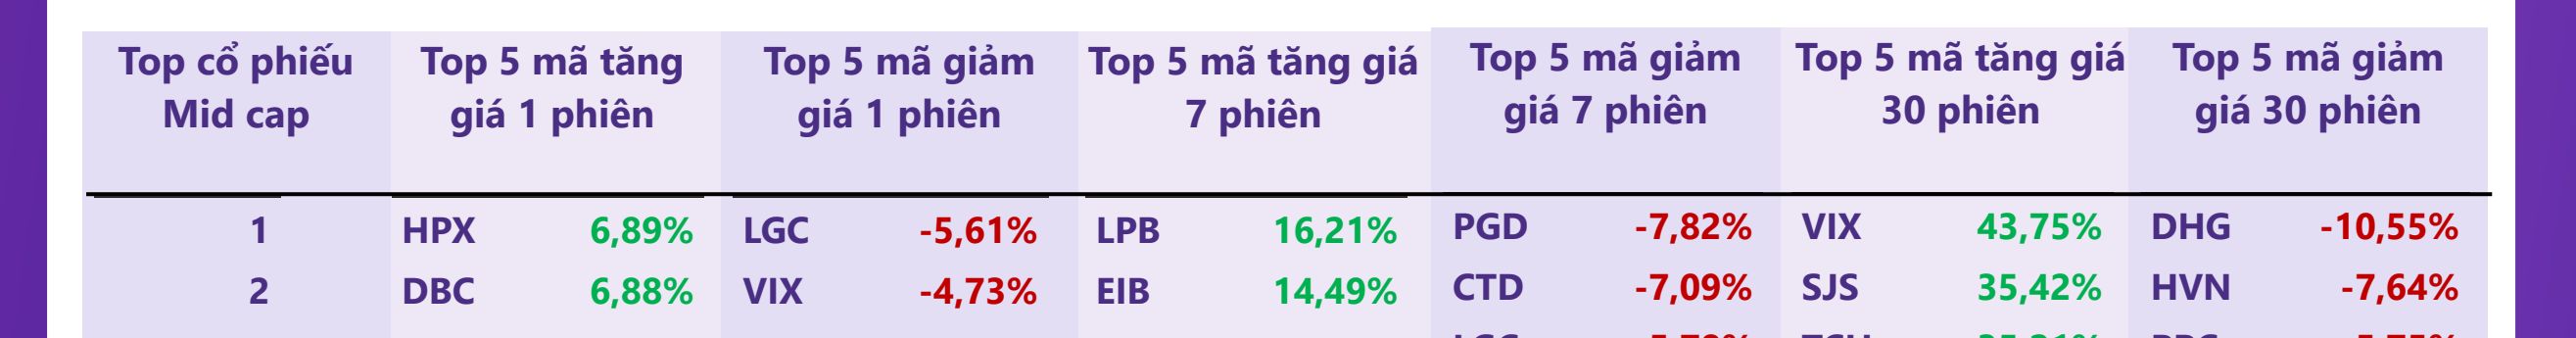 Top cổ phiếu Mid cap	Top 5 mã tăng giá 1 phiên	Top 5 mã giảm giá 1 phiên	Top 5 mã tăng giá 7 phiên	Top 5 mã giảm giá 7 phiên	Top 5 mã tăng giá 30 phiên	Top 5 mã giảm giá 30 phiên
1	HPX	6,89%	LGC	-5,61%	LPB	16,21%	PGD	-7,82%	VIX	43,75%	DHG	-10,55%
2	DBC	6,88%	VIX	-4,73%	EIB	14,49%	CTD	-7,09%	SJS	35,42%	HVN	-7,64%